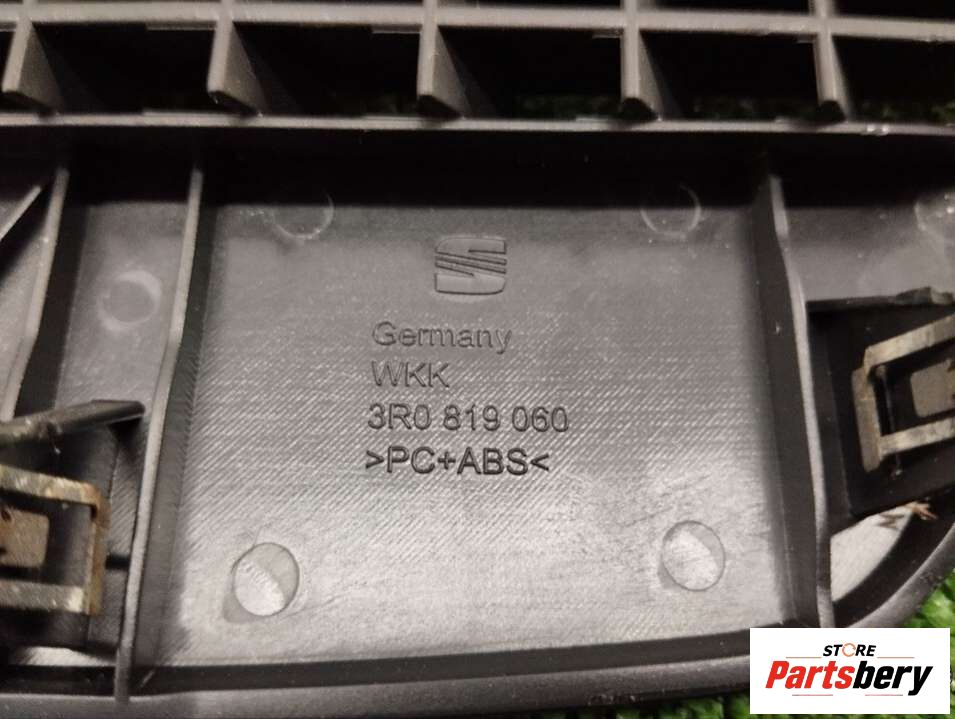 Germany
WKK
3R0 819 060
>PC+ABS<
STORE
Partsbery